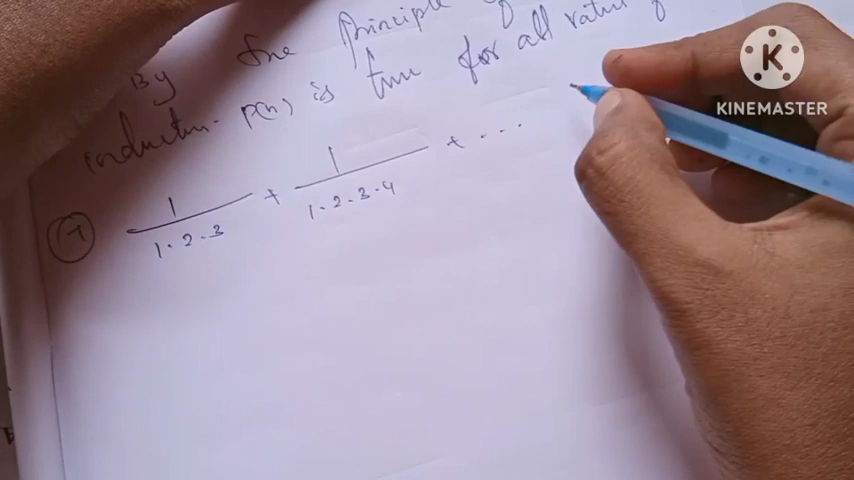 By the principle
induction. P(n) is true for all values
7 1/1.2.3 + 1/1.2.3.4 + ...
K
KINEMASTER